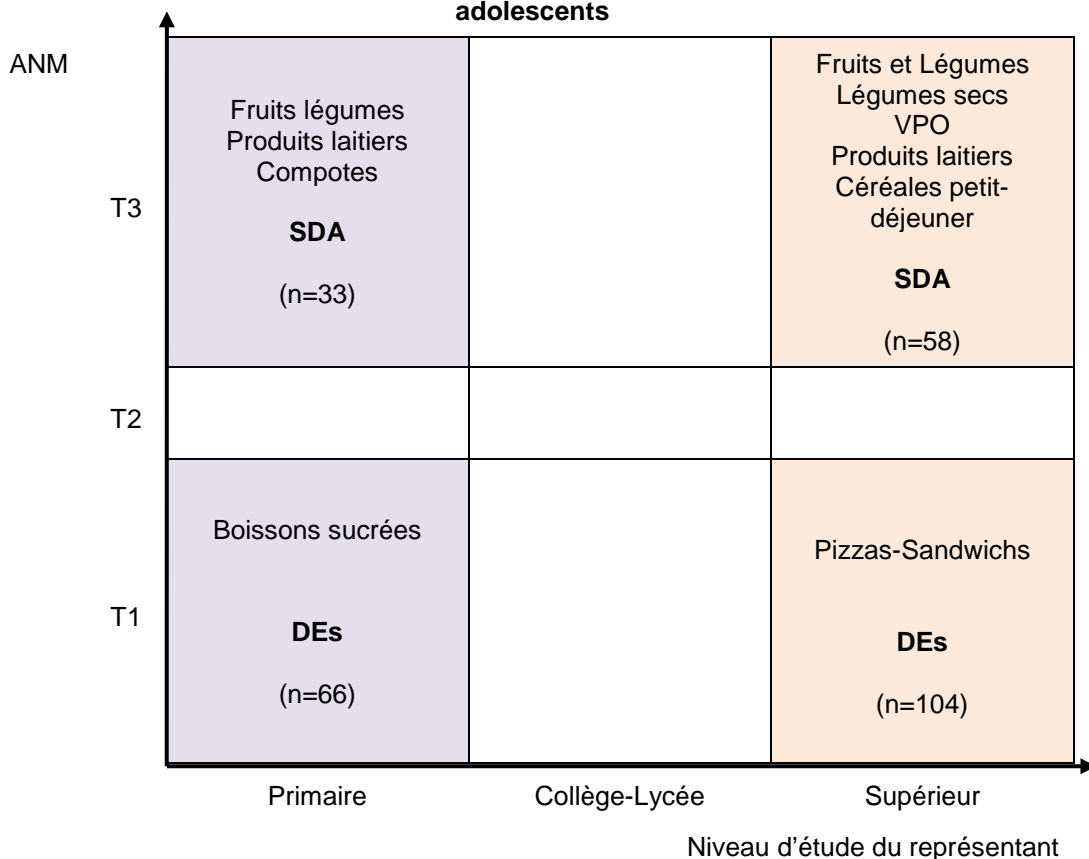 adolescents
ANM
T3
Fruits légumes
Produits laitiers
Compotes
SDA
(n=33)
Fruits et Légumes
Légumes secs
VPO
Produits laitiers
Céréales petit-
déjeuner
SDA
(n=58)
T2
T1
Boissons sucrées
DEs
(n=66)
Pizzas-Sandwichs
DEs
(n=104)
Primaire
Collège-Lycée
Supérieur
Niveau d'étude du représentant